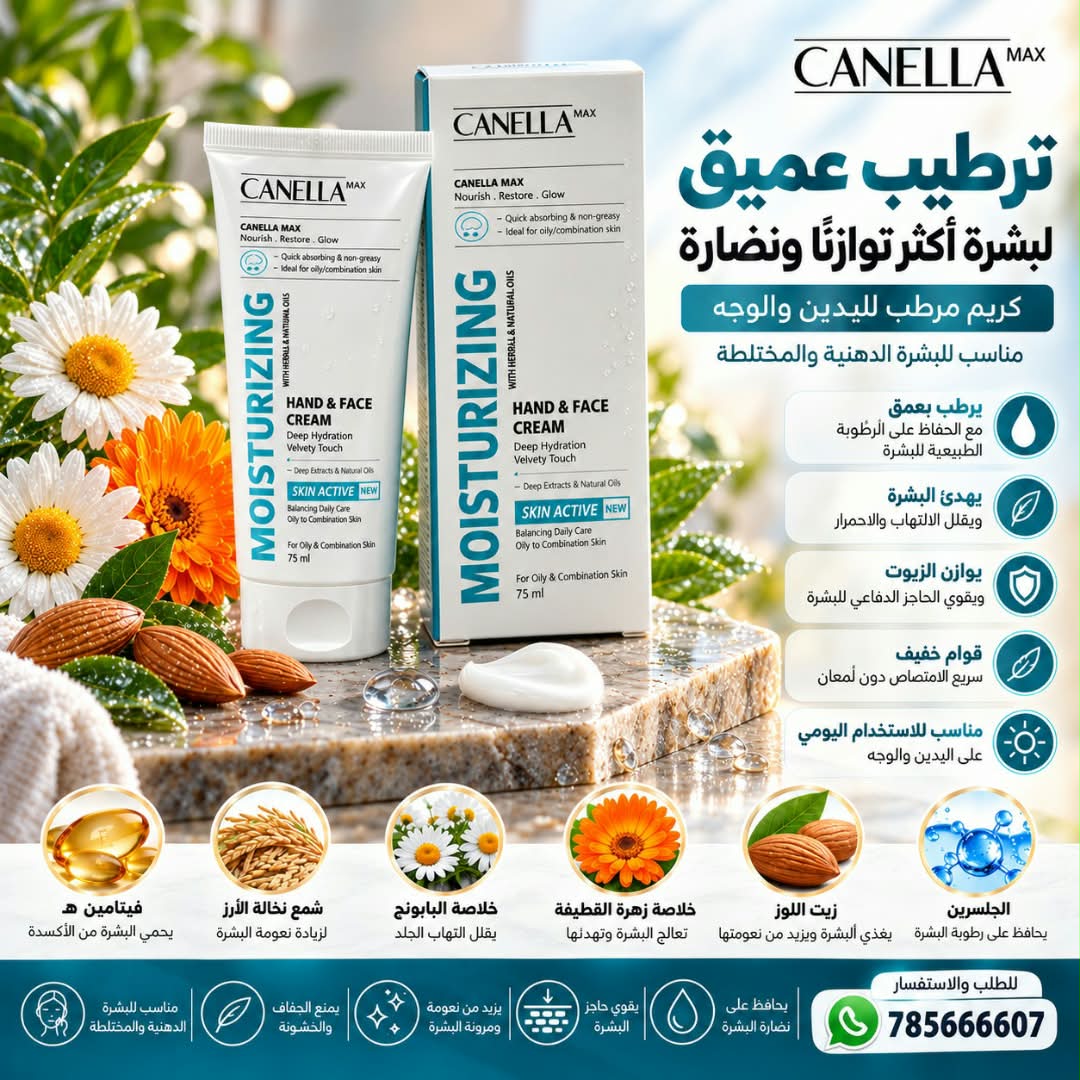 CANELLA MAX
ترطيب عميق
لبشرة أكثر توازنًا ونضارة
كريم مرطب لليدين والوجه
مناسب للبشرة الدهنية والمختلطة
يرطب بعمق
مع الحفاظ على الرطوبة
الطبيعية للبشرة
يهدئ البشرة
ويقلل الالتهاب والاحمرار
يوازن الزيوت
ويقوي الحاجز الدفاعي للبشرة
قوام خفيف
سريع الامتصاص دون لمعان
مناسب للاستخدام اليومي
على اليدين والوجه
CANELLA MAX
CANELLA MAX
Nourish . Restore . Glow
- Quick absorbing & non-greasy
- Ideal for oily/combination skin
MOISTURIZING
HAND & FACE
CREAM
Deep Hydration
Velvety Touch
- Deep Extracts & Natural Oils
SKIN ACTIVE NEW
Balancing Daily Care
Oily to Combination Skin
For Oily & Combination Skin
75 ml
CANELLA MAX
CANELLA MAX
Nourish . Restore . Glow
- Quick absorbing & non-greasy
- Ideal for oily/combination skin
MOISTURIZING
HAND & FACE
CREAM
Deep Hydration
Velvety Touch
- Deep Extracts & Natural Oils
SKIN ACTIVE NEW
Balancing Daily Care
Oily to Combination Skin
For Oily & Combination Skin
75 ml
الجلسرين
يحافظ على رطوبة البشرة
زيت اللوز
يغذي البشرة ويزيد من نعومتها
خلاصة زهرة القطيفة
تعالج البشرة وتهدئها
خلاصة البابونج
يقلل التهاب الجلد
شمع نخالة الأرز
لزيادة نعومة البشرة
فيتامين هـ
يحمي البشرة من الأكسدة
للطلب والاستفسار
785666607
يحافظ على
نضارة البشرة
يقوي حاجز
البشرة
يزيد من نعومة
ومرونة البشرة
يمنع الجفاف
والخشونة
مناسب للبشرة
الدهنية والمختلطة